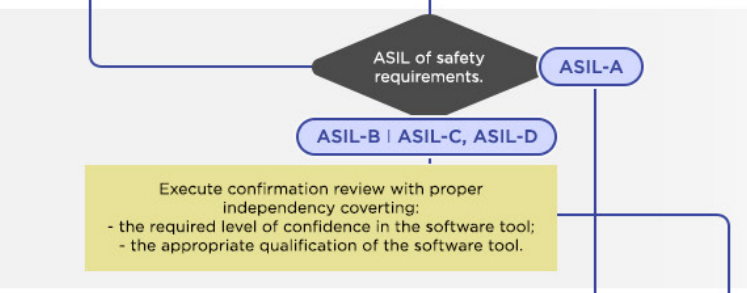 ASIL of safety
requirements.
ASIL-A
ASIL-B | ASIL-C, ASIL-D
Execute confirmation review with proper
independency coverting:
- the required level of confidence in the software tool;
- the appropriate qualification of the software tool.